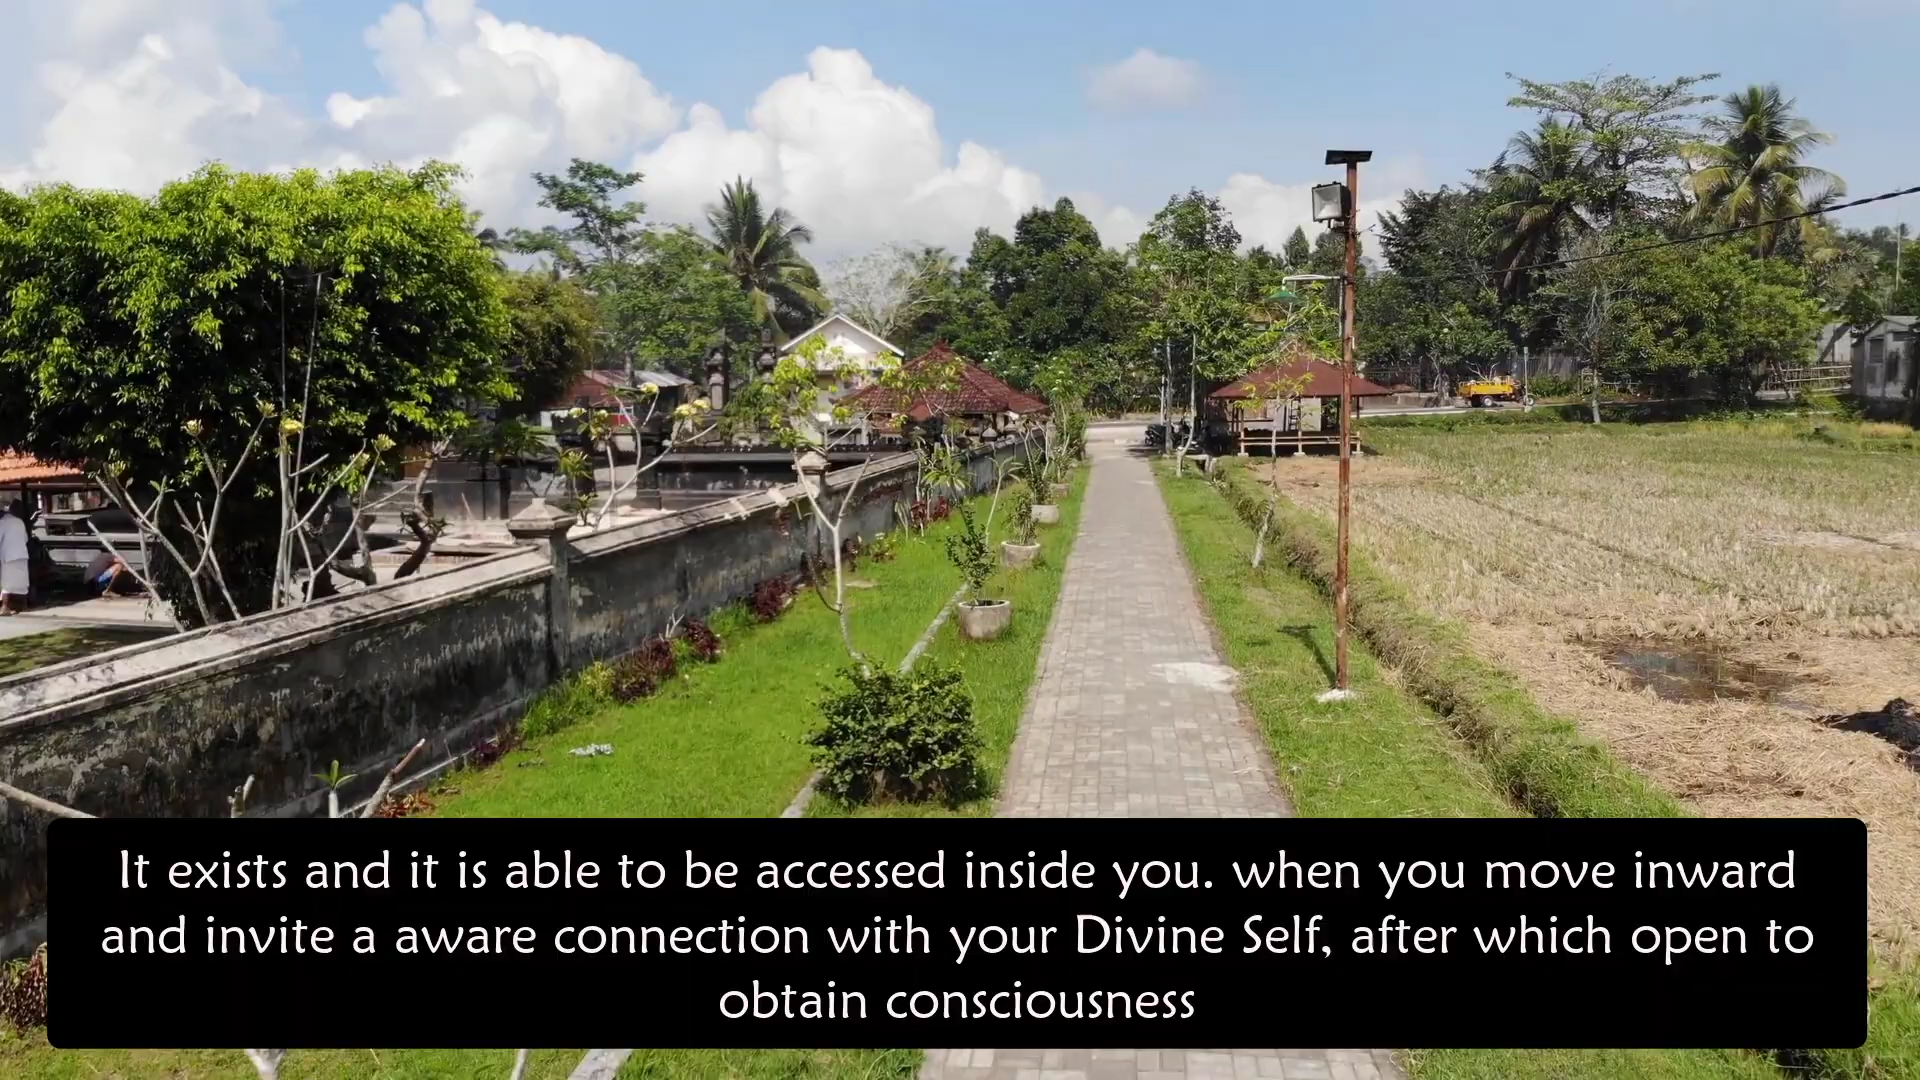 It exists and it is able to be accessed inside you. when you move inward
and invite a aware connection with your Divine Self, after which open to
obtain consciousness